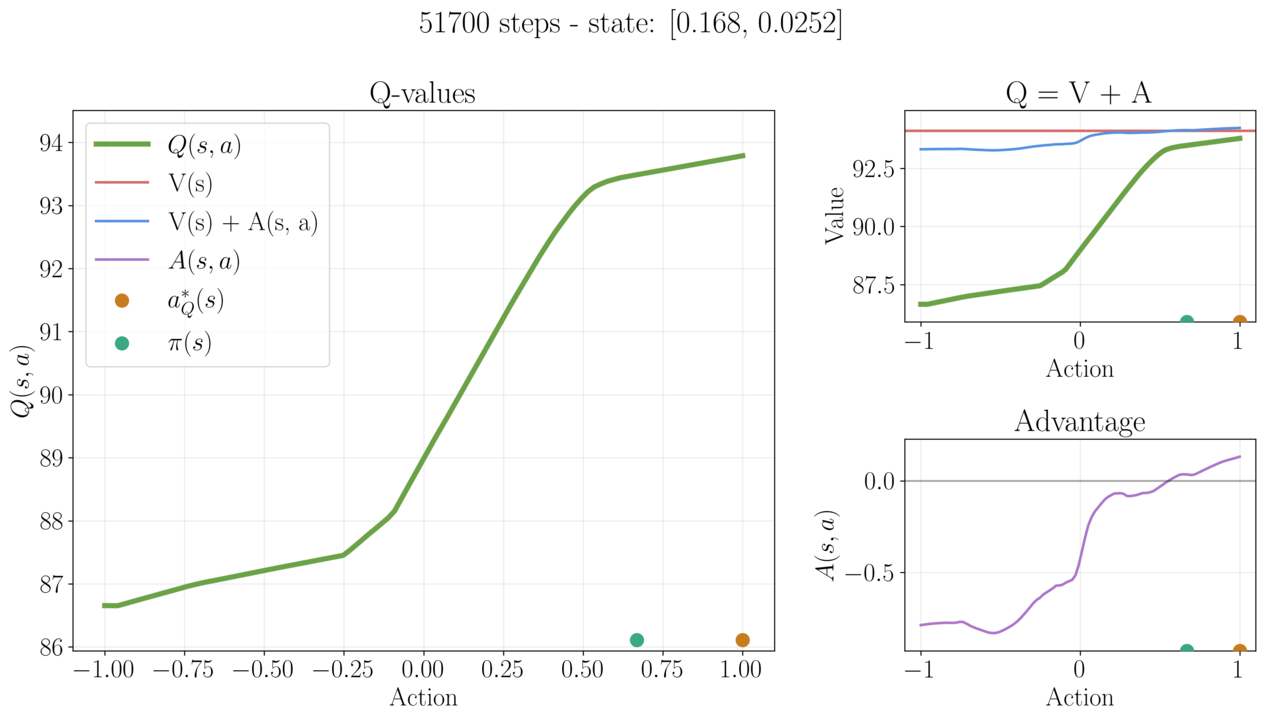 51700 steps - state: [0.168, 0.0252]
Q-values
Q(s, a)
94
93
92
91
90
89
88
87
86
Q(s, a)
V(s)
V(s) + A(s, a)
A(s, a)
a*_Q(s)
π(s)
−1.00 −0.75 −0.50 −0.25 0.00 0.25 0.50 0.75 1.00
Action
Q = V + A
Value
92.5
90.0
87.5
−1 0 1
Action
Advantage
A(s, a)
0.0
−0.5
−1 0 1
Action